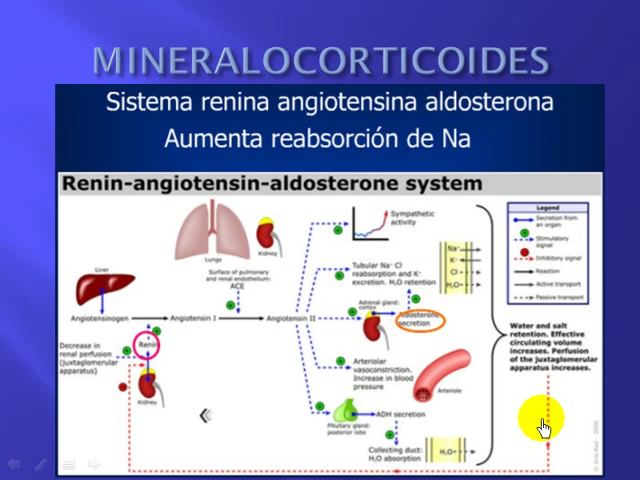 MINERALOCORTICOIDES
Sistema renina angiotensina aldosterona
Aumenta reabsorción de Na
Renin-angiotensin-aldosterone system
Legend
Secretion from
an organ
Stimulatory
signal
Inhibitory signal
Reaction
Active transport
Passive transport
Lungs
Kidney
Sympathetic
activity
Liver
Surface of pulmonary
and renal endothelium:
ACE
Tubular Na⁺ Cl⁻
reabsorption and K⁺
excretion. H₂O retention
Na⁺
K⁺
Cl⁻
H₂O
Angiotensinogen
Angiotensin I
Angiotensin II
Adrenal gland:
cortex
Aldosterone
secretion
Decrease in
renal perfusion
(juxtaglomerular
apparatus)
Renin
Kidney
Arteriolar
vasoconstriction.
Increase in blood
pressure
Arteriole
Water and salt
retention. Effective
circulating volume
increases. Perfusion
of the juxtaglomerular
apparatus increases.
ADH secretion
Pituitary gland:
posterior lobe
Collecting duct:
H₂O absorption
H₂O